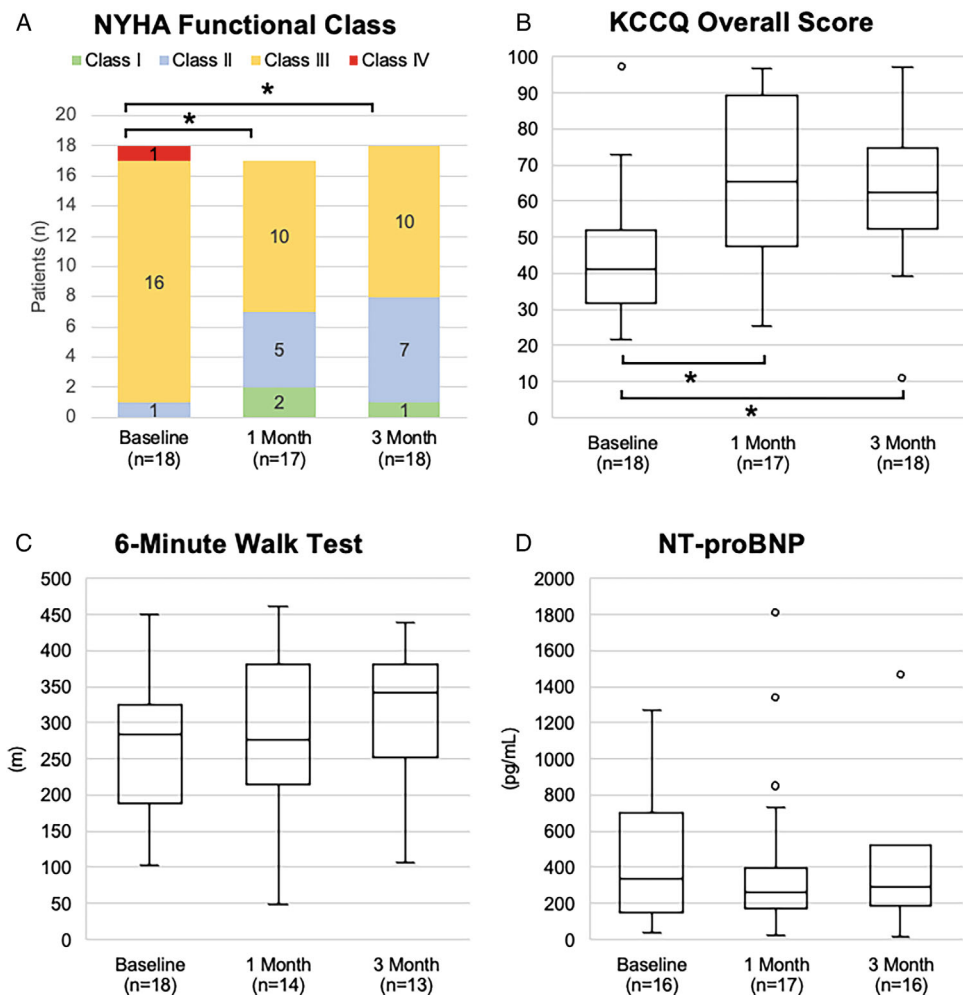 A
NYHA Functional Class
Class I Class II Class III Class IV
*
*
20
18
16
14
12
10
8
6
4
2
0
Patients (n)
1
16
1
10
5
2
10
7
1
Baseline 1 Month 3 Month
(n=18) (n=17) (n=18)
B
KCCQ Overall Score
100
90
80
70
60
50
40
30
20
10
0
*
*
Baseline 1 Month 3 Month
(n=18) (n=17) (n=18)
C
6-Minute Walk Test
500
450
400
350
300
250
200
150
100
50
0
(m)
Baseline 1 Month 3 Month
(n=18) (n=14) (n=13)
D
NT-proBNP
2000
1800
1600
1400
1200
1000
800
600
400
200
0
(pg/mL)
Baseline 1 Month 3 Month
(n=16) (n=17) (n=16)